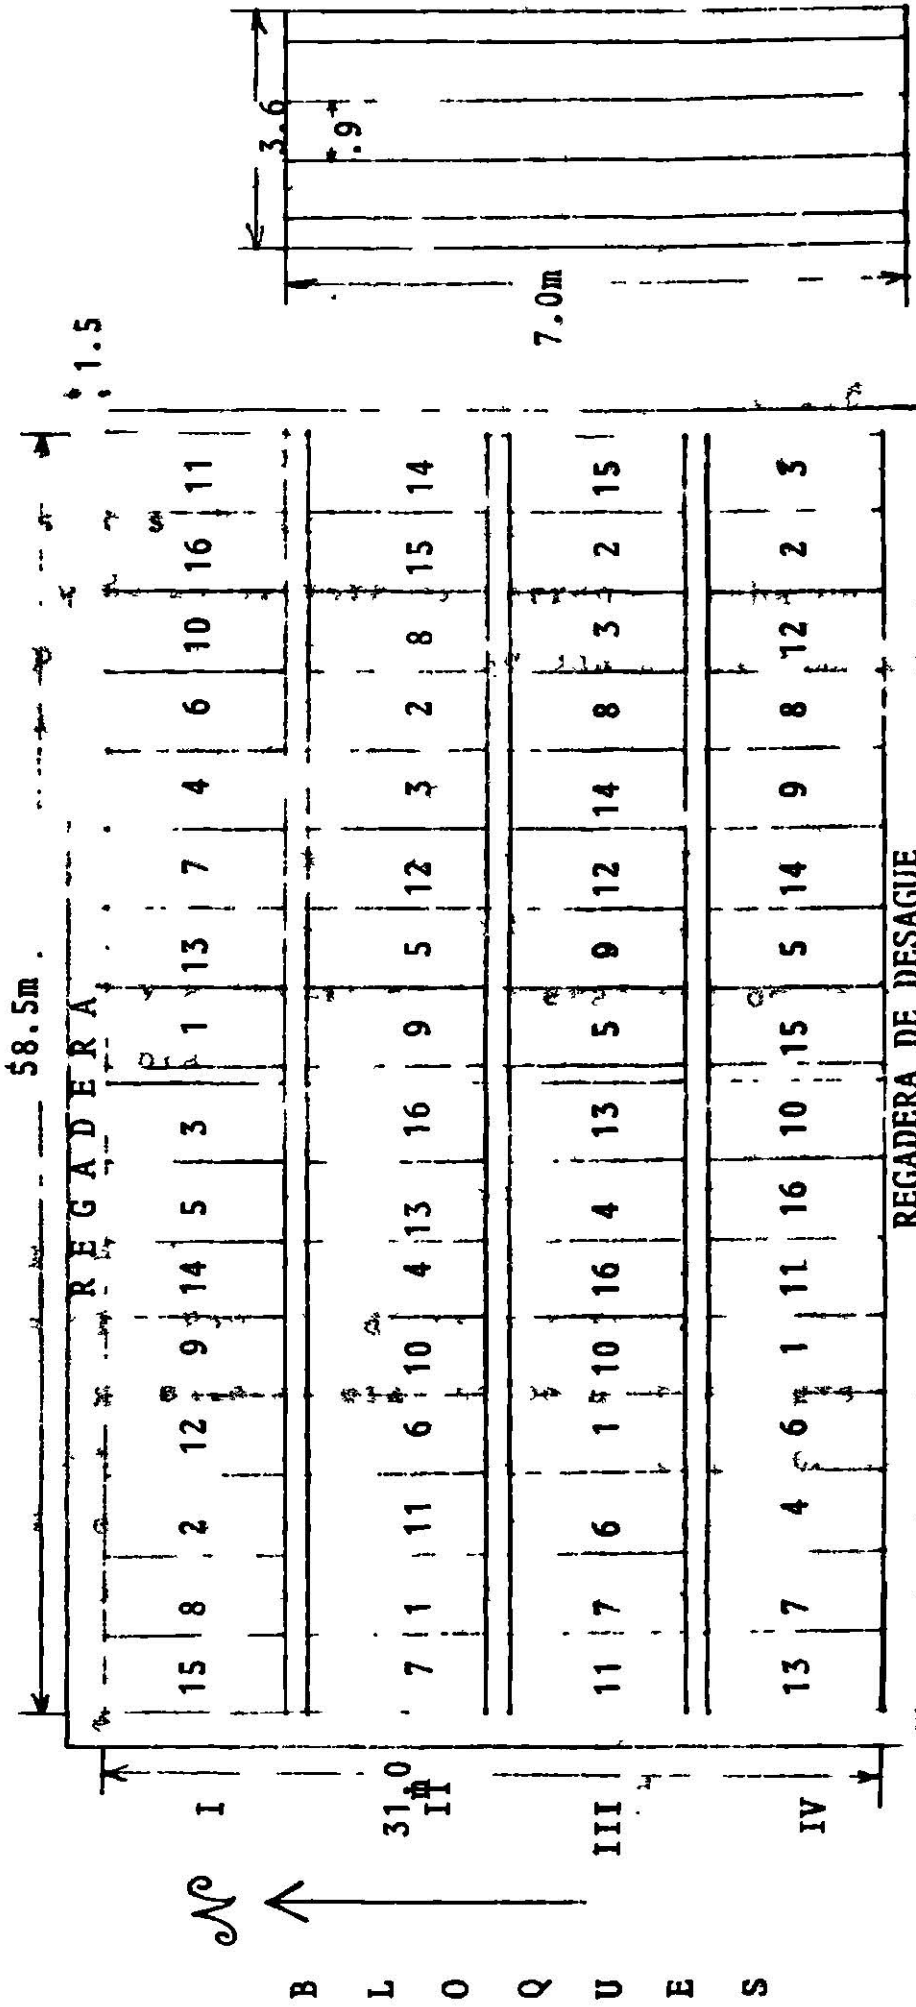 58.5m
1.5
R E G A D E R A
I 15 8 2 12 9 14 5 3 1 13 7 4 6 10 16 11
31.0
m
II 7 1 11 6 10 4 13 16 9 5 12 3 2 8 15 14
III 11 7 6 1 10 16 4 13 5 9 12 14 8 3 2 15
IV 13 7 4 6 1 11 16 10 15 5 14 9 8 12 2 3
REGADERA DE DESAGUE
N
B
L
O
Q
U
E
S
3.6
.9
7.0m